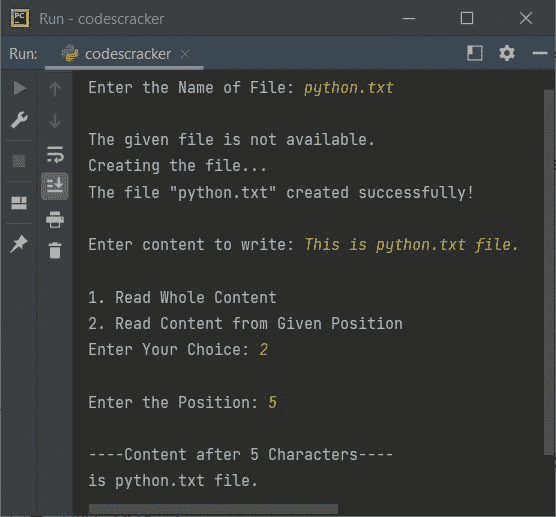 PC Run - codescracker
Run: codescracker
Enter the Name of File: python.txt
The given file is not available.
Creating the file...
The file "python.txt" created successfully!
Enter content to write: This is python.txt file.
1. Read Whole Content
2. Read Content from Given Position
Enter Your Choice: 2
Enter the Position: 5
----Content after 5 Characters----
is python.txt file.